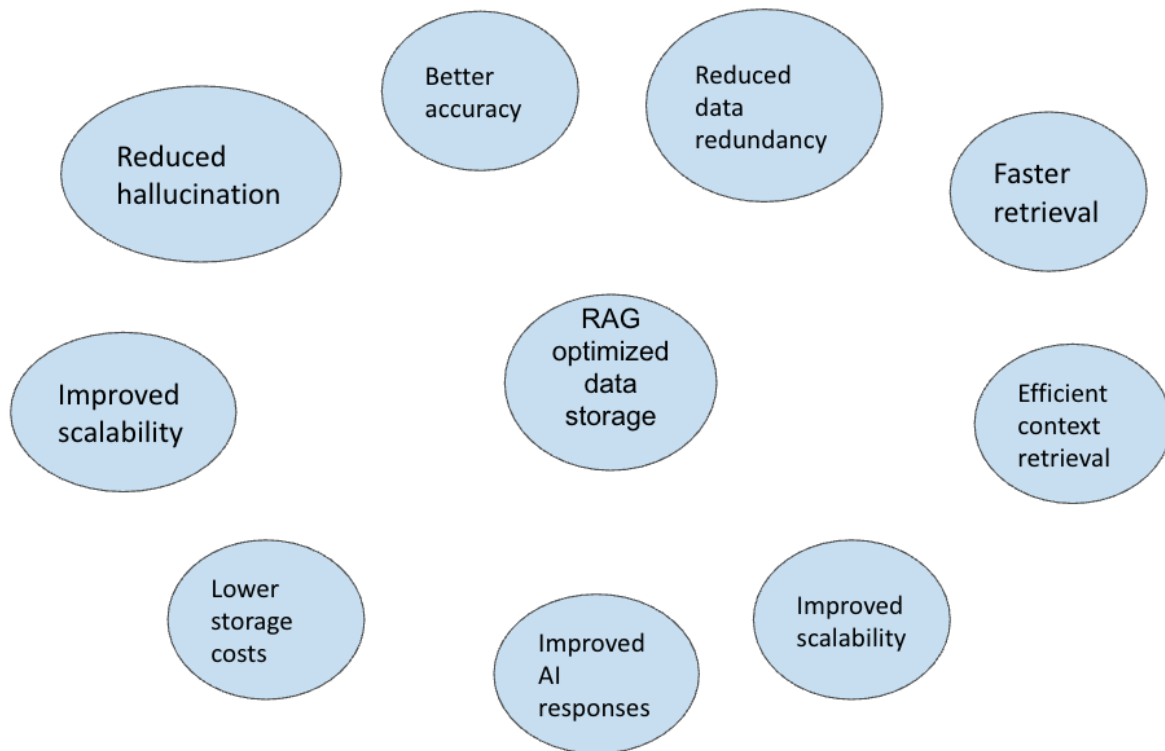 Better
accuracy
Reduced
data
redundancy
Reduced
hallucination
Faster
retrieval
RAG
optimized
data
storage
Improved
scalability
Efficient
context
retrieval
Lower
storage
costs
Improved
AI
responses
Improved
scalability